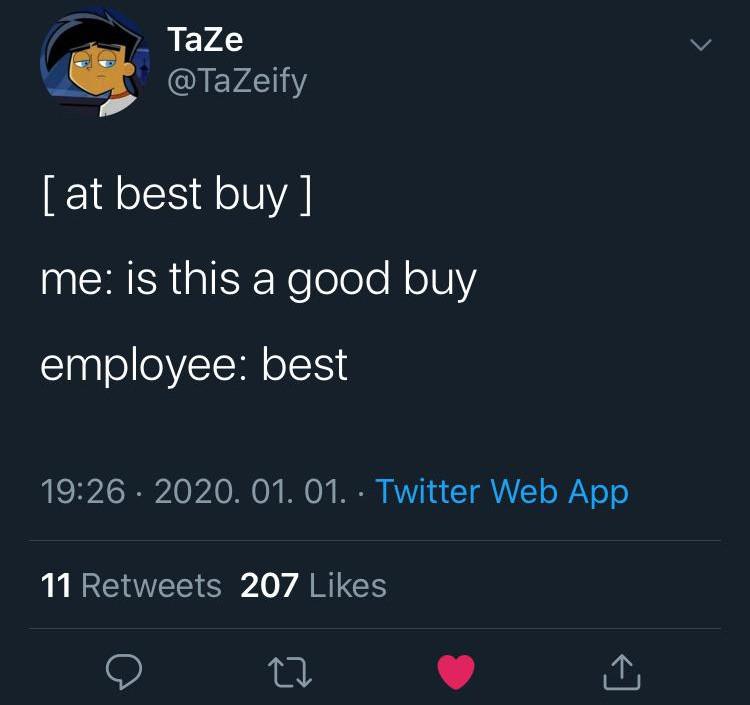 TaZe
@TaZeify
[ at best buy ]
me: is this a good buy
employee: best
19:26 · 2020. 01. 01. · Twitter Web App
11 Retweets 207 Likes